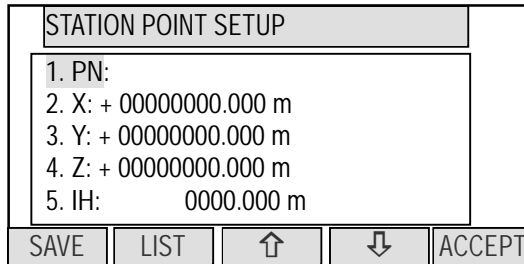 STATION POINT SETUP
1. PN:
2. X: + 00000000.000 m
3. Y: + 00000000.000 m
4. Z: + 00000000.000 m
5. IH: 0000.000 m
SAVE LIST ⇧ ⇩ ACCEPT